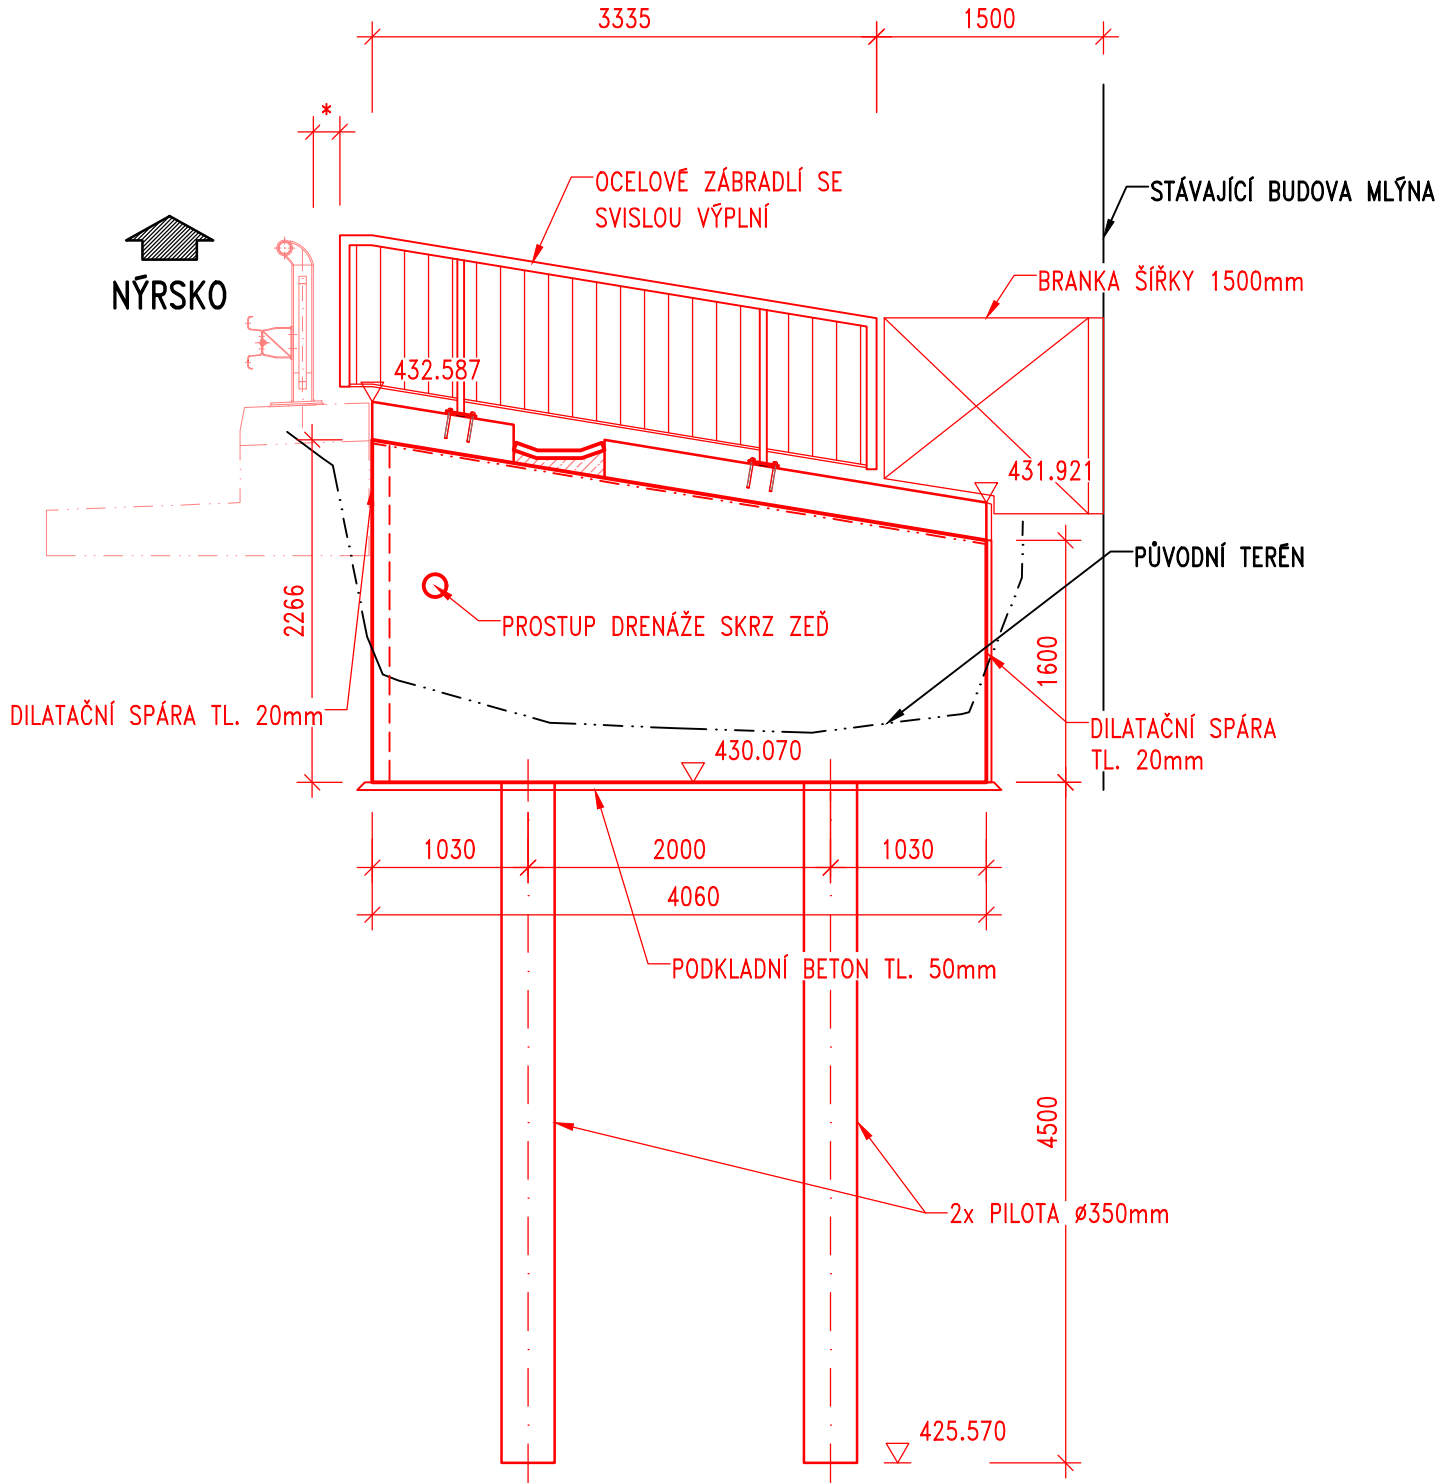 3335
1500
*
OCELOVÉ ZÁBRADLÍ SE
SVISLOU VÝPLNÍ
STÁVAJÍCÍ BUDOVA MLÝNA
NÝRSKO
BRANKA ŠÍŘKY 1500mm
432.587
431.921
PŮVODNÍ TERÉN
2266
PROSTUP DRENÁŽE SKRZ ZEĎ
1600
DILATAČNÍ SPÁRA TL. 20mm
DILATAČNÍ SPÁRA
TL. 20mm
430.070
1030
2000
1030
4060
PODKLADNÍ BETON TL. 50mm
4500
2x PILOTA ø350mm
425.570